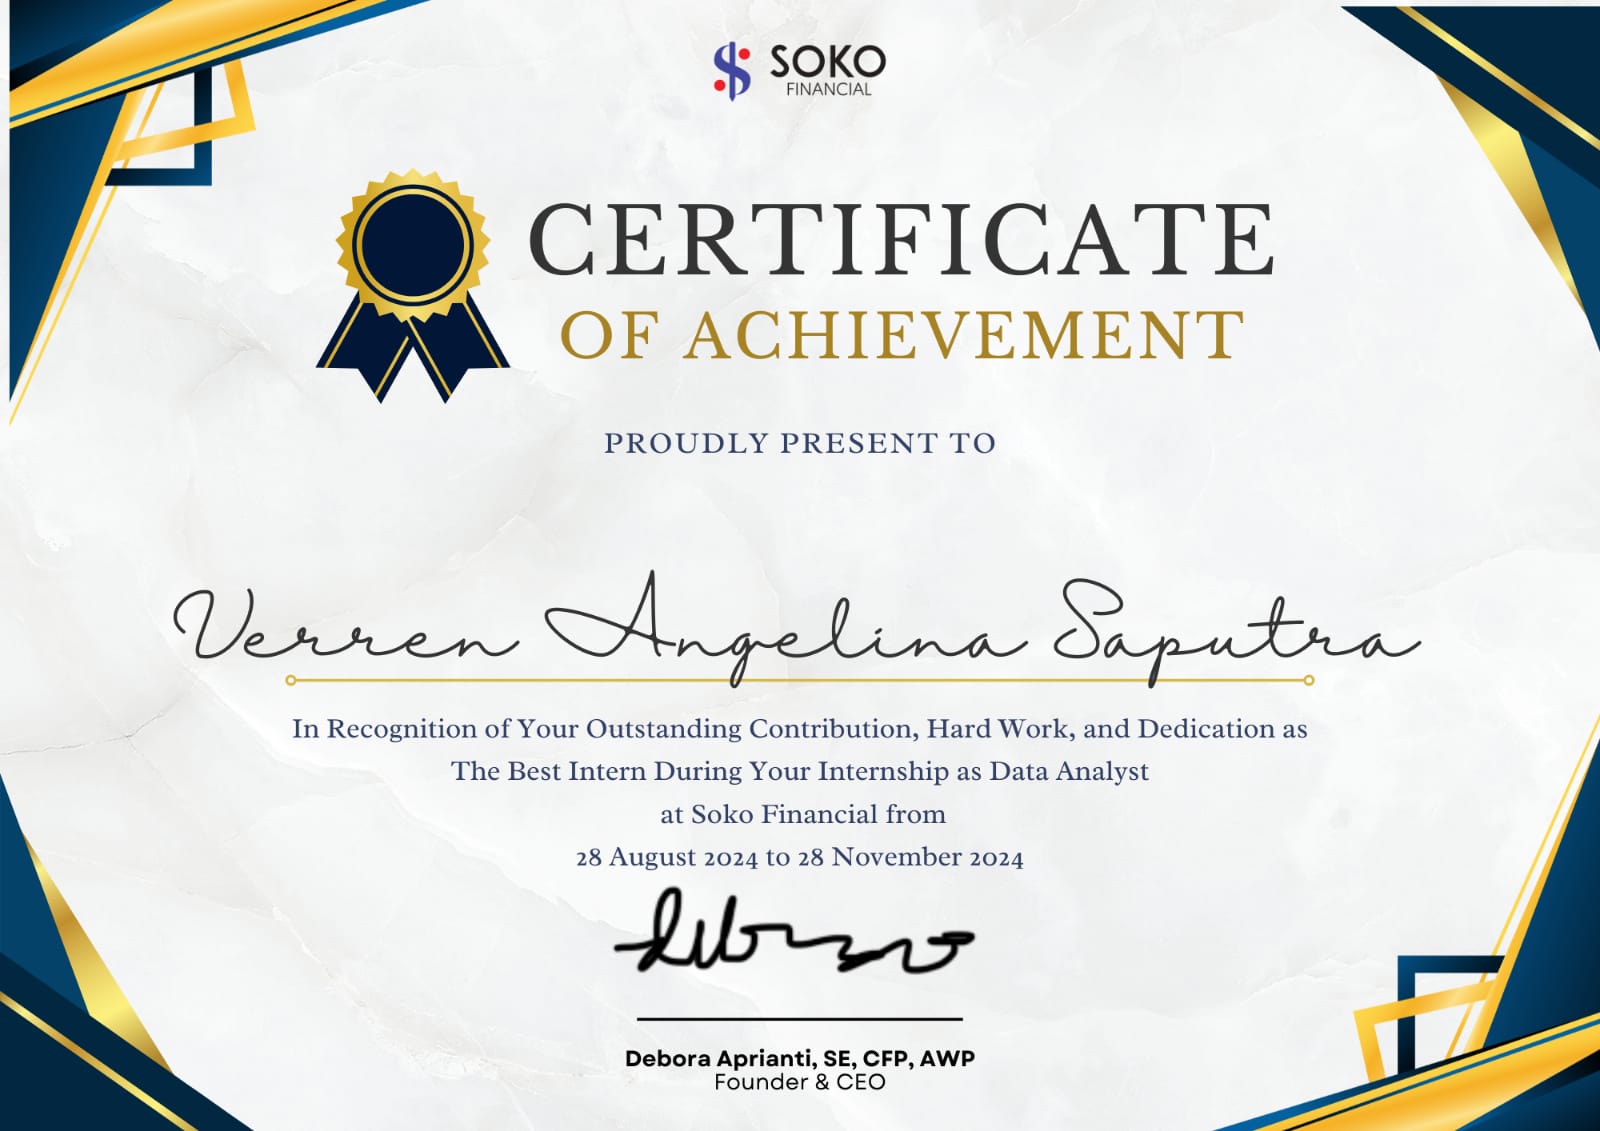 SOKO
FINANCIAL
CERTIFICATE
OF ACHIEVEMENT
PROUDLY PRESENT TO
Verren Angelina Saputra
In Recognition of Your Outstanding Contribution, Hard Work, and Dedication as
The Best Intern During Your Internship as Data Analyst
at Soko Financial from
28 August 2024 to 28 November 2024
Debora Aprianti, SE, CFP, AWP
Founder & CEO